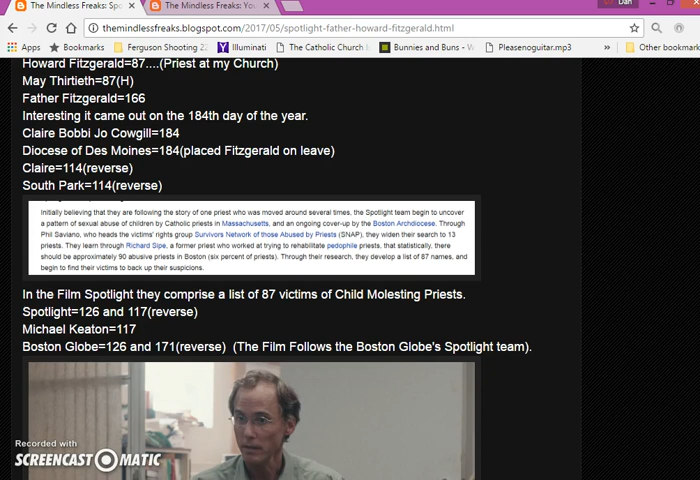 The Mindless Freaks: Spo
The Mindless Freaks: You
Dan
themindlessfreaks.blogspot.com/2017/05/spotlight-father-howard-fitzgerald.html
Apps Bookmarks Ferguson Shooting 22 Illuminati The Catholic Church Bunnies and Buns - W Pleasenoguitar.mp3 » Other bookmarks
Howard Fitzgerald=87....(Priest at my Church)
May Thirtieth=87(H)
Father Fitzgerald=166
Interesting it came out on the 184th day of the year.
Claire Bobbi Jo Cowgill=184
Diocese of Des Moines=184(placed Fitzgerald on leave)
Claire=114(reverse)
South Park=114(reverse)
Initially believing that they are following the story of one priest who was moved around several times, the Spotlight team begin to uncover
a pattern of sexual abuse of children by Catholic priests in Massachusetts, and an ongoing cover-up by the Boston Archdiocese. Through
Phil Saviano, who heads the victims' rights group Survivors Network of those Abused by Priests (SNAP), they widen their search to 13
priests. They learn through Richard Sipe, a former priest who worked at trying to rehabilitate pedophile priests, that statistically, there
should be approximately 90 abusive priests in Boston (six percent of priests). Through their research, they develop a list of 87 names, and
begin to find their victims to back up their suspicions.
In the Film Spotlight they comprise a list of 87 victims of Child Molesting Priests.
Spotlight=126 and 117(reverse)
Michael Keaton=117
Boston Globe=126 and 171(reverse)  (The Film Follows the Boston Globe's Spotlight team).
Recorded with
SCREENCAST-O-MATIC